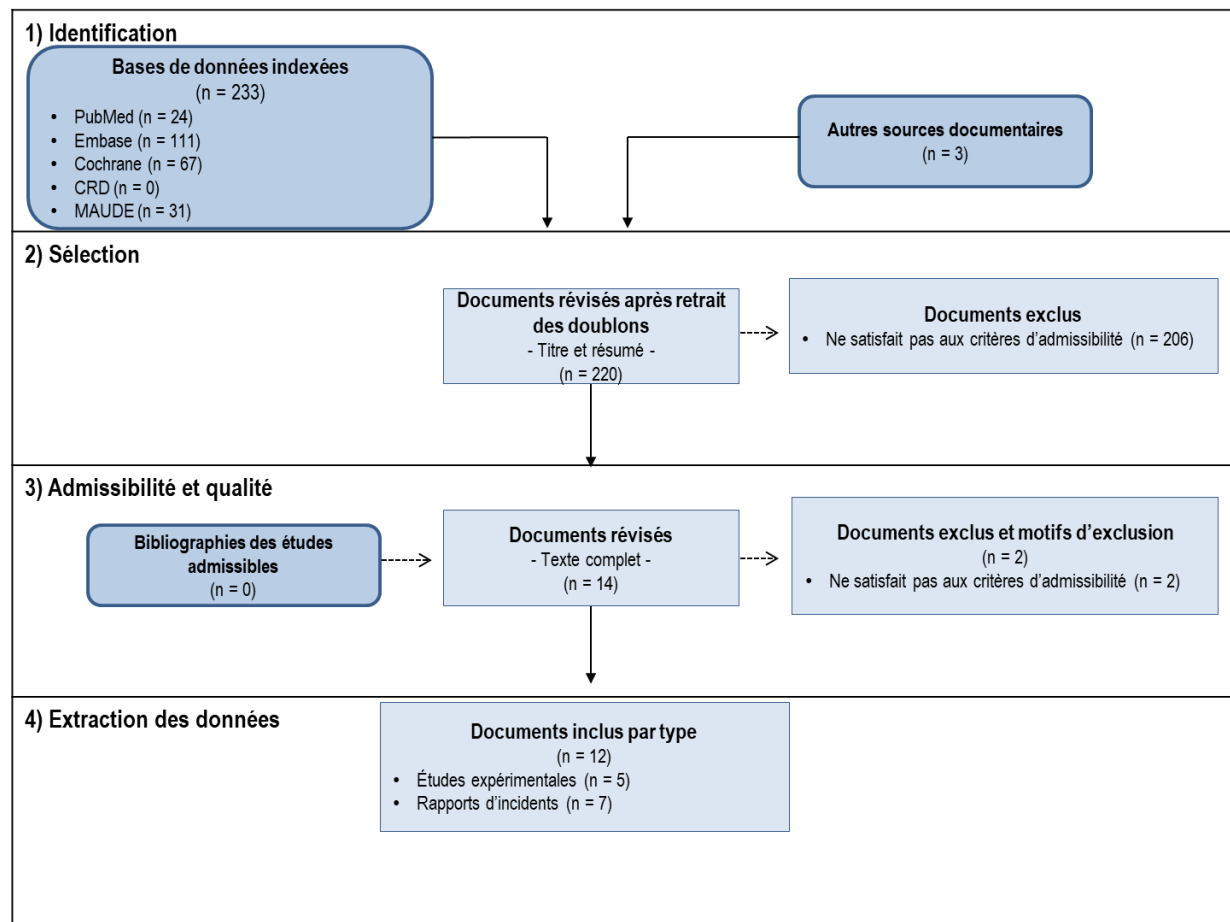 1) Identification
Bases de données indexées
(n = 233)
• PubMed (n = 24)
• Embase (n = 111)
• Cochrane (n = 67)
• CRD (n = 0)
• MAUDE (n = 31)
Autres sources documentaires
(n = 3)
2) Sélection
Documents révisés après retrait
des doublons
- Titre et résumé -
(n = 220)
Documents exclus
• Ne satisfait pas aux critères d’admissibilité (n = 206)
3) Admissibilité et qualité
Bibliographies des études
admissibles
(n = 0)
Documents révisés
- Texte complet -
(n = 14)
Documents exclus et motifs d’exclusion
(n = 2)
• Ne satisfait pas aux critères d’admissibilité (n = 2)
4) Extraction des données
Documents inclus par type
(n = 12)
• Études expérimentales (n = 5)
• Rapports d’incidents (n = 7)